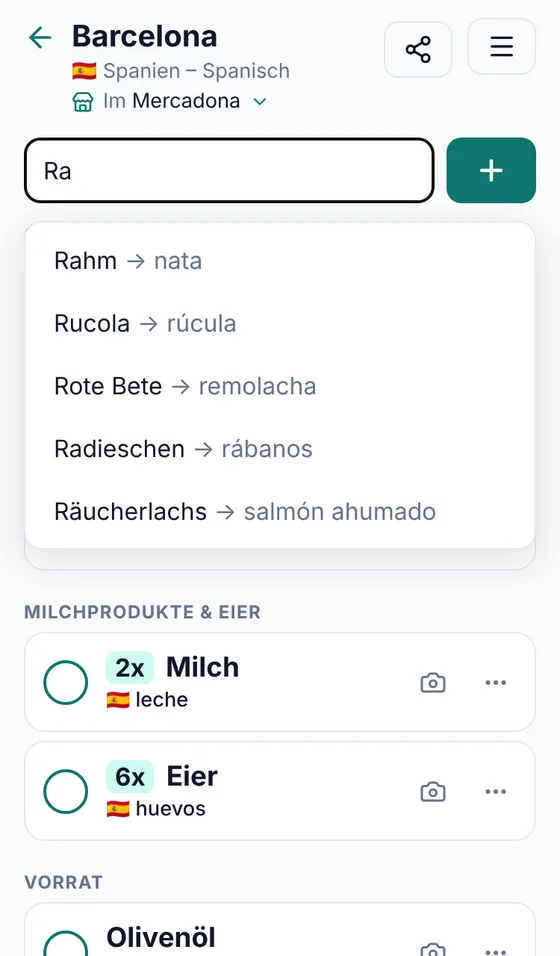 Barcelona
🇪🇸 Spanien – Spanisch
Im Mercadona
Ra
+
Rahm → nata
Rucola → rúcula
Rote Bete → remolacha
Radieschen → rábanos
Räucherlachs → salmón ahumado
MILCHPRODUKTE & EIER
2x Milch
🇪🇸 leche
6x Eier
🇪🇸 huevos
VORRAT
Olivenöl